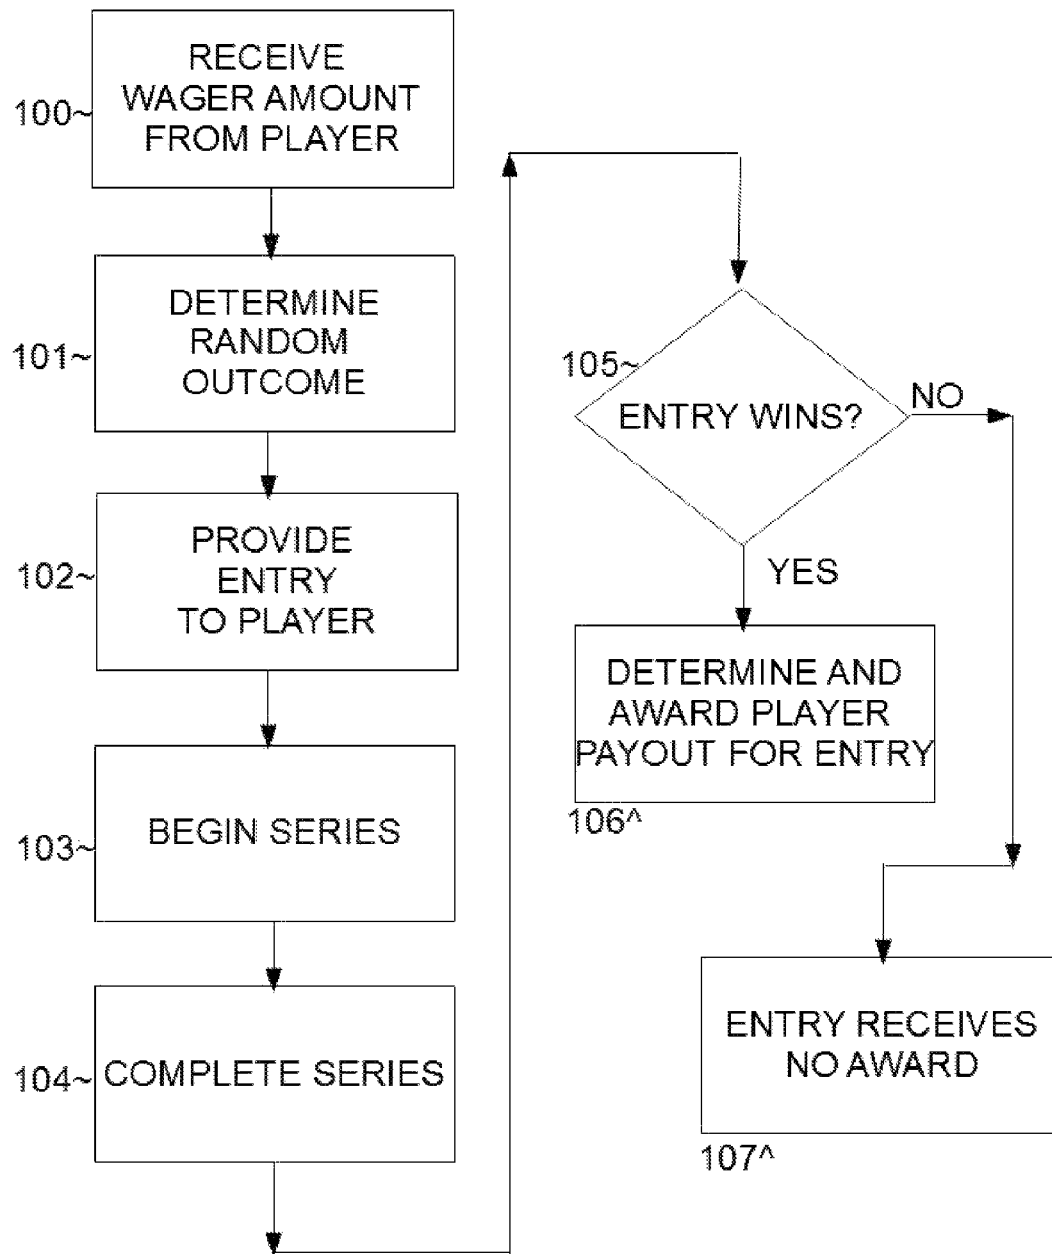 RECEIVE
WAGER AMOUNT
FROM PLAYER
100~
DETERMINE
RANDOM
OUTCOME
101~
PROVIDE
ENTRY
TO PLAYER
102~
BEGIN SERIES
103~
COMPLETE SERIES
104~
105~
ENTRY WINS?
NO
YES
DETERMINE AND
AWARD PLAYER
PAYOUT FOR ENTRY
106^
ENTRY RECEIVES
NO AWARD
107^